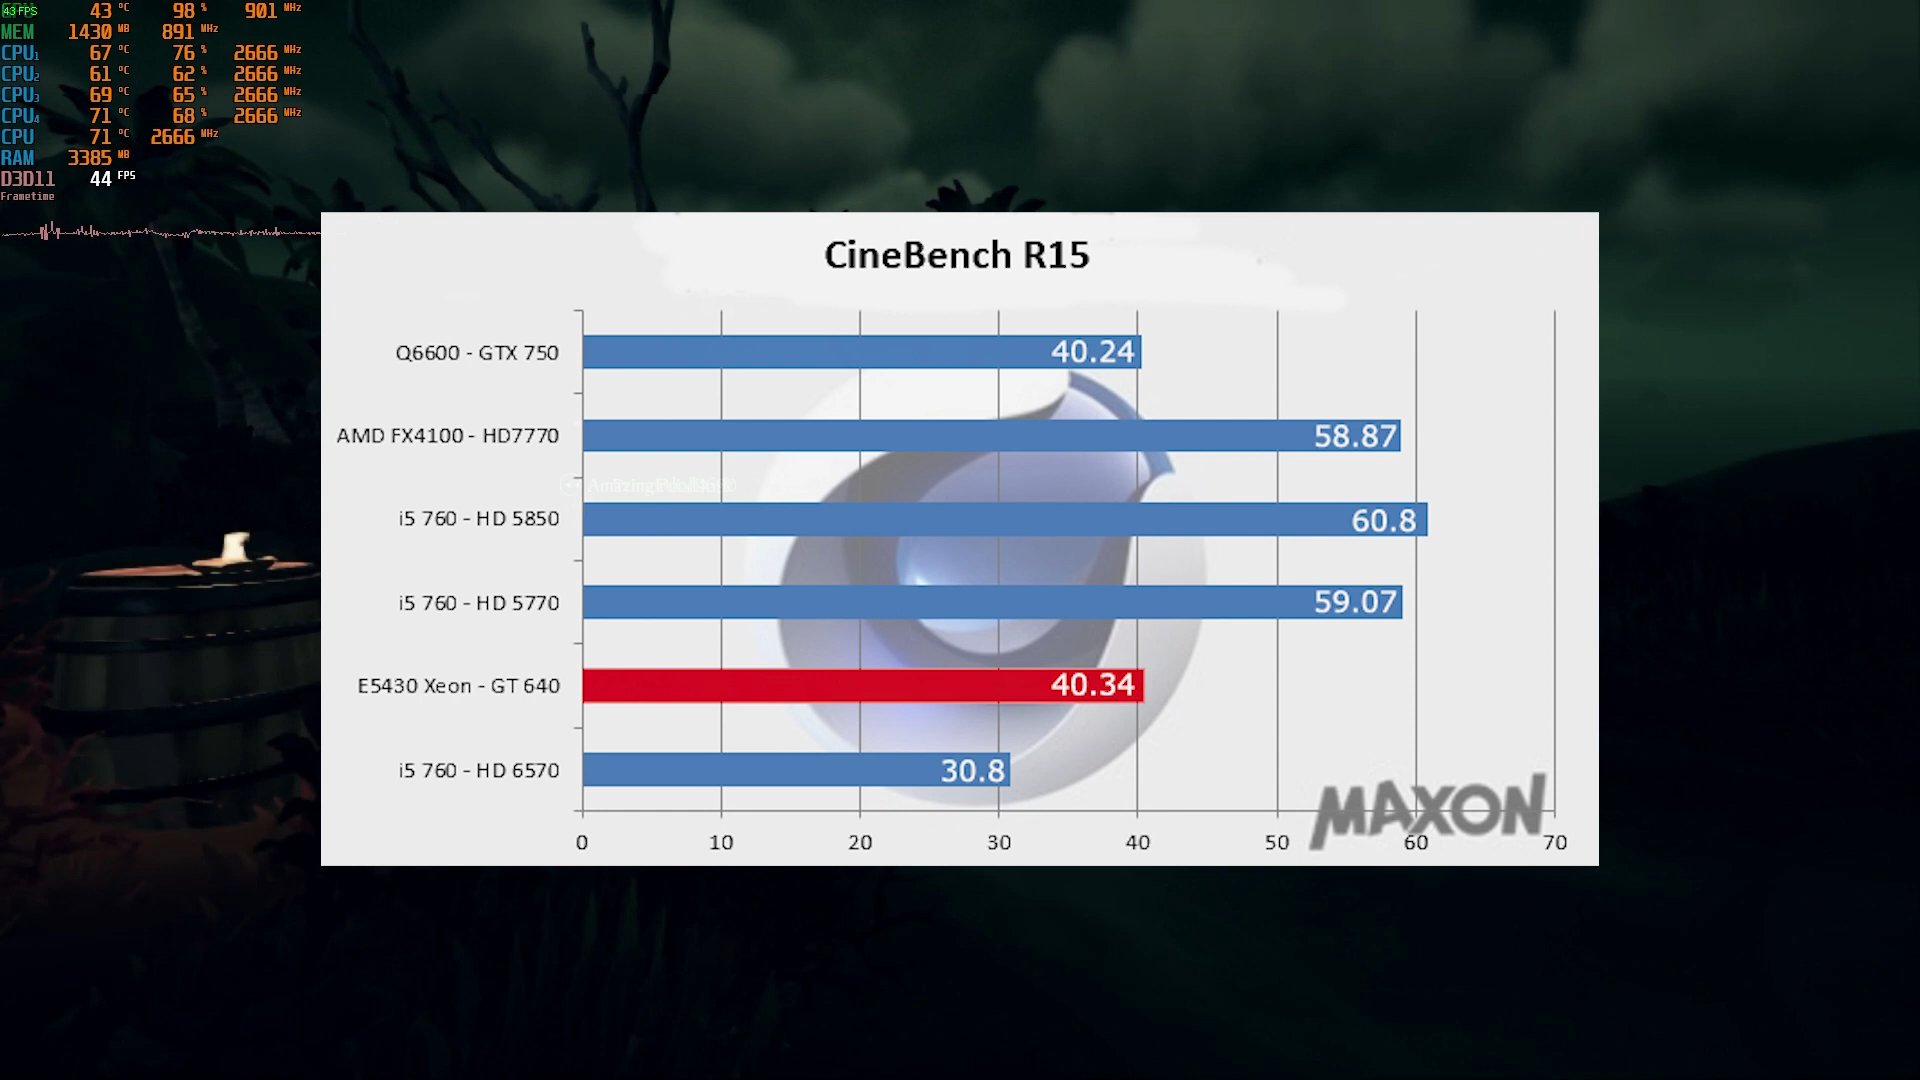 43 FPS
43 °C 98 % 901 MHz
MEM 1430 MB 891 MHz
CPU1 67 °C 76 % 2666 MHz
CPU2 61 °C 62 % 2666 MHz
CPU3 69 °C 65 % 2666 MHz
CPU4 71 °C 68 % 2666 MHz
CPU 71 °C 2666 MHz
RAM 3385 MB
D3D11 44 FPS
Frametime
CineBench R15
Q6600 - GTX 750 40.24
AMD FX4100 - HD7770 58.87
i5 760 - HD 5850 60.8
i5 760 - HD 5770 59.07
E5430 Xeon - GT 640 40.34
i5 760 - HD 6570 30.8
MAXON
0 10 20 30 40 50 60 70